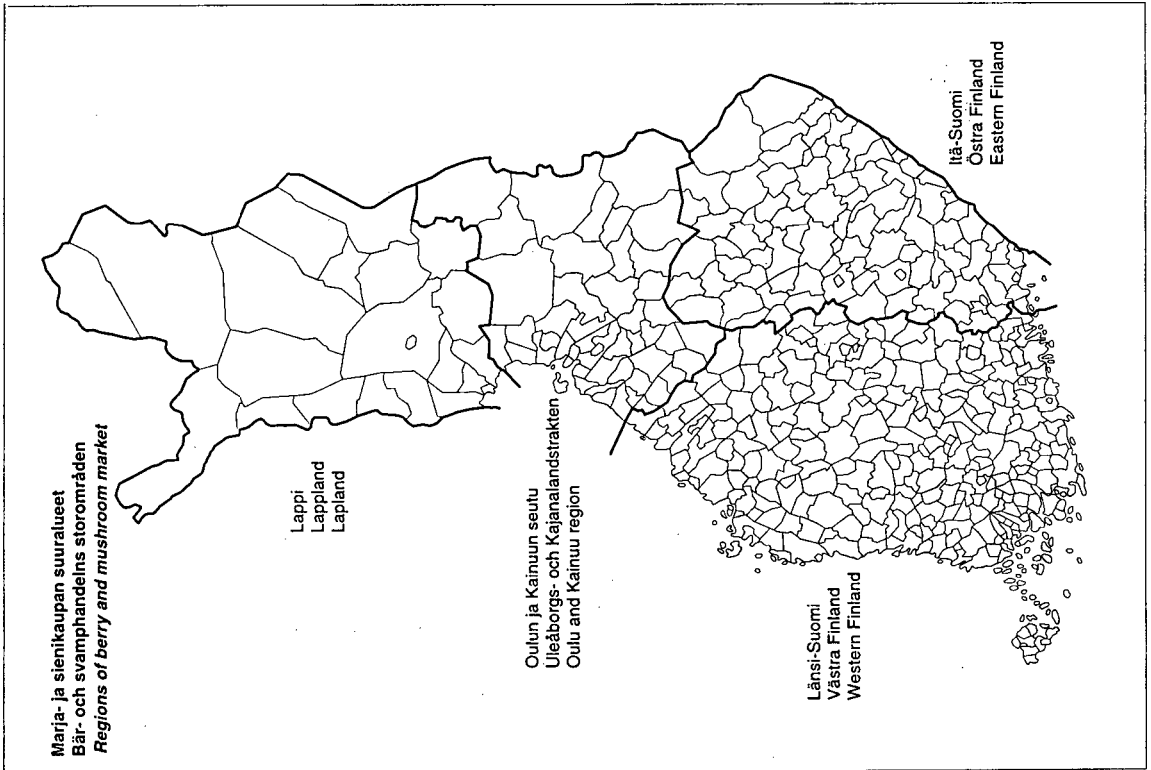 Marja- ja sienikaupan suuralueet
Bär- och svamphandelns storområden
Regions of berry and mushroom market
Lappi
Lappland
Lapland
Oulun ja Kainuun seutu
Uleåborgs- och Kajanalandstrakten
Oulu and Kainuu region
Länsi-Suomi
Västra Finland
Western Finland
Itä-Suomi
Östra Finland
Eastern Finland